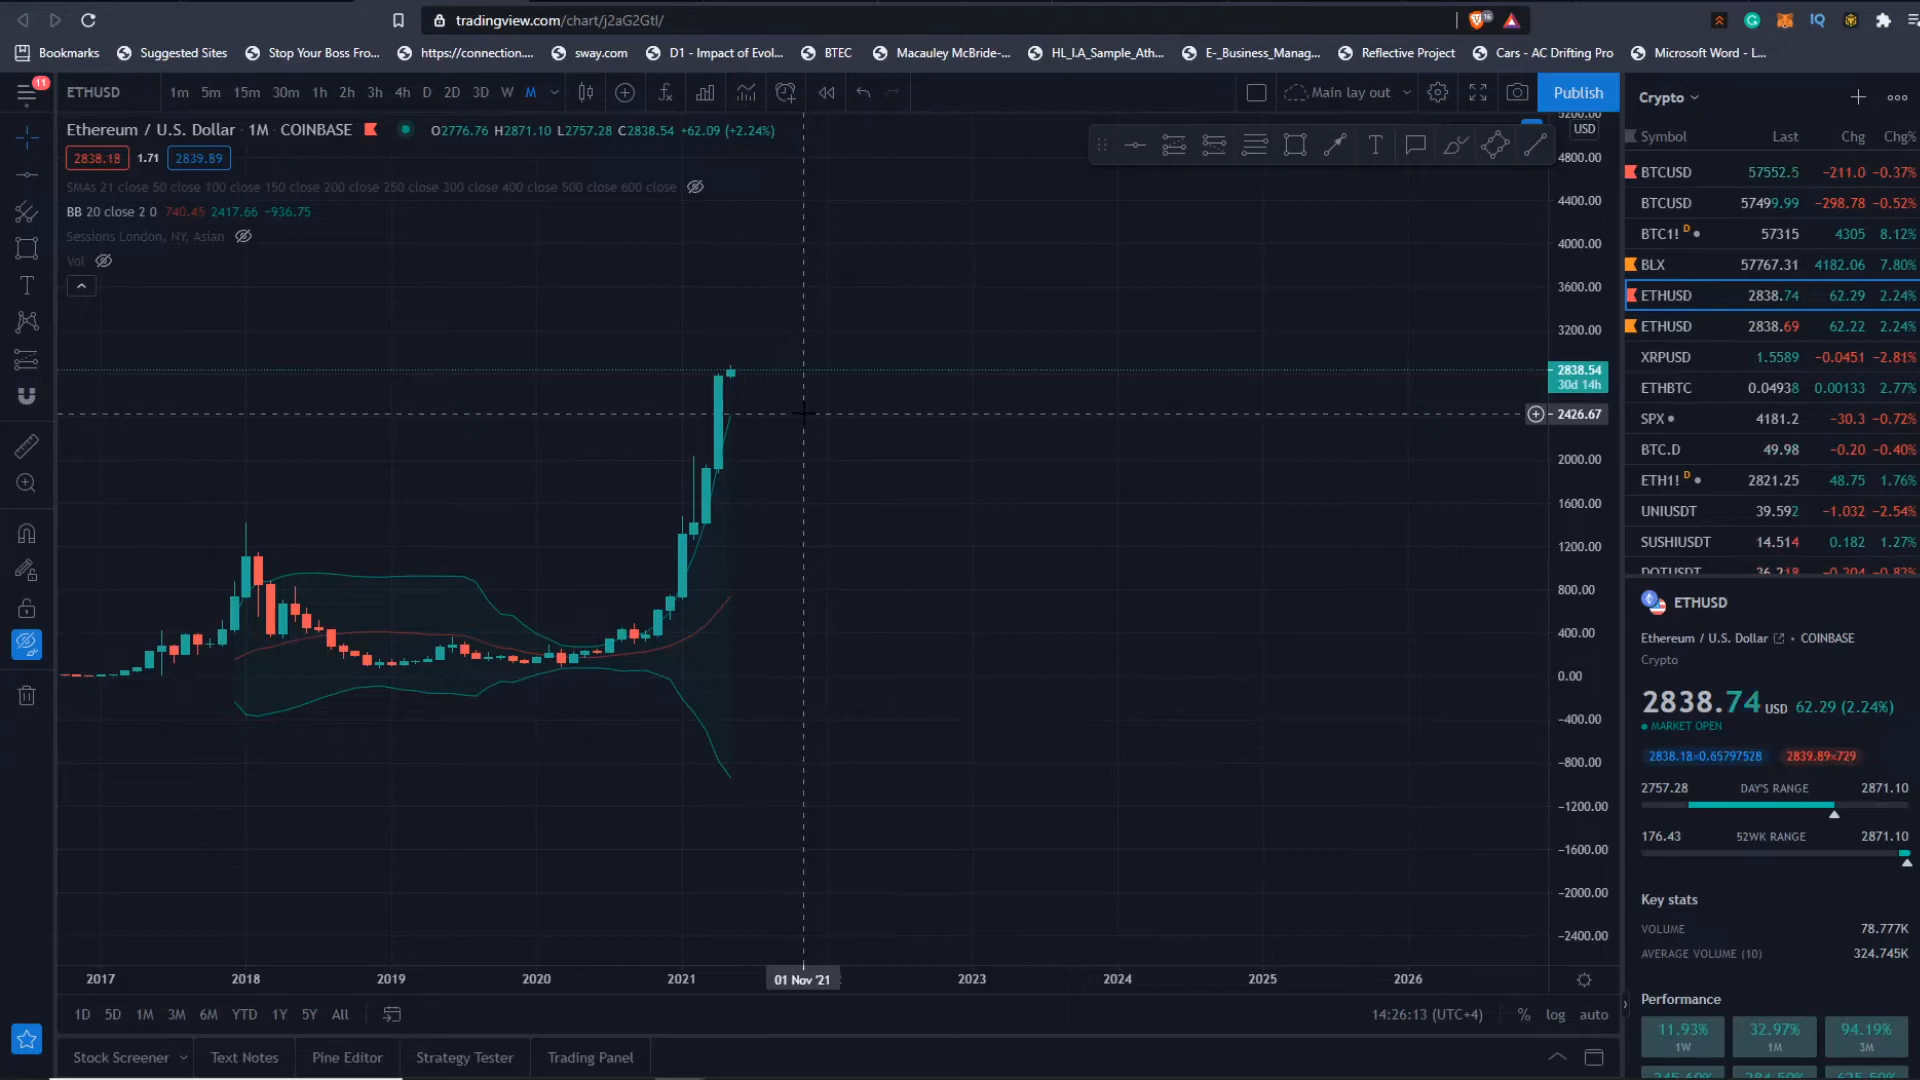 tradingview.com/chart/j2aG2Gtl/
16
IQ
Bookmarks
Suggested Sites
Stop Your Boss Fro...
https://connection....
sway.com
D1 - Impact of Evol...
BTEC
Macauley McBride-...
HL_I.A_Sample_Ath...
E-_Business_Manag...
Reflective Project
Cars - AC Drifting Pro
Microsoft Word - L...
11
ETHUSD
1m 5m 15m 30m 1h 2h 3h 4h D 2D 3D W M
Main lay out
Publish
Crypto
Ethereum / U.S. Dollar · 1M · COINBASE
O2776.76 H2871.10 L2757.28 C2838.54 +62.09 (+2.24%)
2838.18 1.71 2839.89
SMAs 21 close 50 close 100 close 150 close 200 close 250 close 300 close 400 close 500 close 600 close
BB 20 close 2 0 740.45 2417.66 −936.75
Sessions London, NY, Asian
Vol
USD
5200.00
4800.00
4400.00
4000.00
3600.00
3200.00
2838.54
30d 14h
2426.67
2000.00
1600.00
1200.00
800.00
400.00
0.00
−400.00
−800.00
−1200.00
−1600.00
−2000.00
−2400.00
2017 2018 2019 2020 2021 01 Nov '21 2023 2024 2025 2026
1D 5D 1M 3M 6M YTD 1Y 5Y All
14:26:13 (UTC+4) % log auto
Stock Screener Text Notes Pine Editor Strategy Tester Trading Panel
Symbol Last Chg Chg%
BTCUSD 57552.5 −211.0 −0.37%
BTCUSD 57499.99 −298.78 −0.52%
BTC1! D 57315 4305 8.12%
BLX 57767.31 4182.06 7.80%
ETHUSD 2838.74 62.29 2.24%
ETHUSD 2838.69 62.22 2.24%
XRPUSD 1.5589 −0.0451 −2.81%
ETHBTC 0.04938 0.00133 2.77%
SPX 4181.2 −30.3 −0.72%
BTC.D 49.98 −0.20 −0.40%
ETH1! D 2821.25 48.75 1.76%
UNIUSDT 39.592 −1.032 −2.54%
SUSHIUSDT 14.514 0.182 1.27%
DOTUSDT 36.218
ETHUSD
Ethereum / U.S. Dollar • COINBASE
Crypto
2838.74 USD 62.29 (2.24%)
MARKET OPEN
2838.18×0.65797528 2839.89×729
2757.28 DAY'S RANGE 2871.10
176.43 52WK RANGE 2871.10
Key stats
VOLUME 78.777K
AVERAGE VOLUME (10) 324.745K
Performance
11.93% 32.97% 94.19%
1W 1M 3M